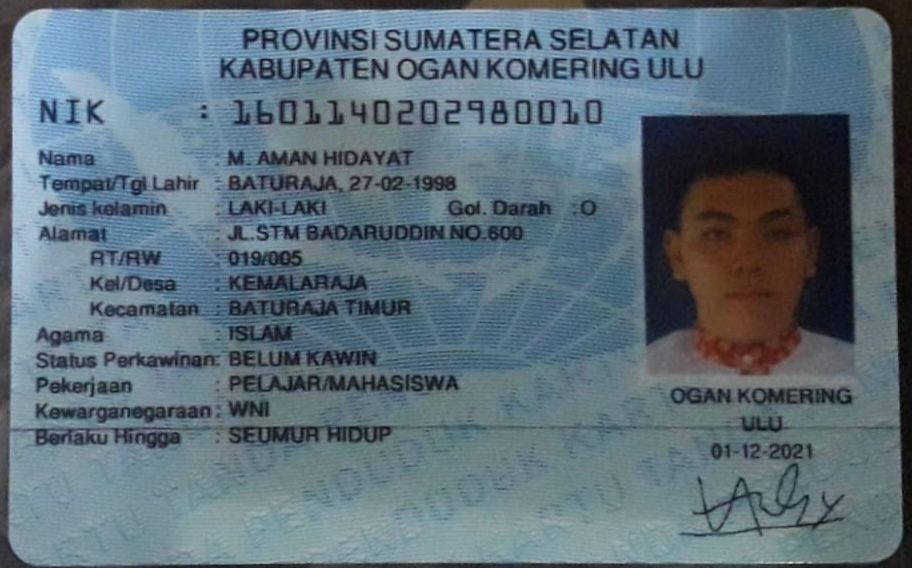 PROVINSI SUMATERA SELATAN
KABUPATEN OGAN KOMERING ULU
NIK : 1601140202980010
Nama : M. AMAN HIDAYAT
Tempat/Tgl Lahir : BATURAJA, 27-02-1998
Jenis kelamin : LAKI-LAKI Gol. Darah : O
Alamat : JL.STM BADARUDDIN NO.600
RT/RW : 019/005
Kel/Desa : KEMALARAJA
Kecamatan : BATURAJA TIMUR
Agama : ISLAM
Status Perkawinan: BELUM KAWIN
Pekerjaan : PELAJAR/MAHASISWA
Kewarganegaraan: WNI
Berlaku Hingga : SEUMUR HIDUP
OGAN KOMERING
ULU
01-12-2021